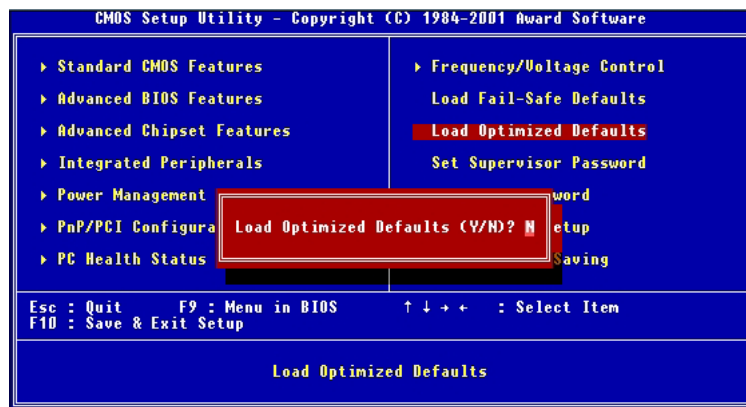 CMOS Setup Utility - Copyright (C) 1984-2001 Award Software
▸ Standard CMOS Features
▸ Advanced BIOS Features
▸ Advanced Chipset Features
▸ Integrated Peripherals
▸ Power Management
▸ PnP/PCI Configura
▸ PC Health Status
▸ Frequency/Voltage Control
Load Fail-Safe Defaults
Load Optimized Defaults
Set Supervisor Password
word
etup
Saving
Load Optimized Defaults (Y/N)? N
Esc : Quit F9 : Menu in BIOS ↑ ↓ → ← : Select Item
F10 : Save & Exit Setup
Load Optimized Defaults